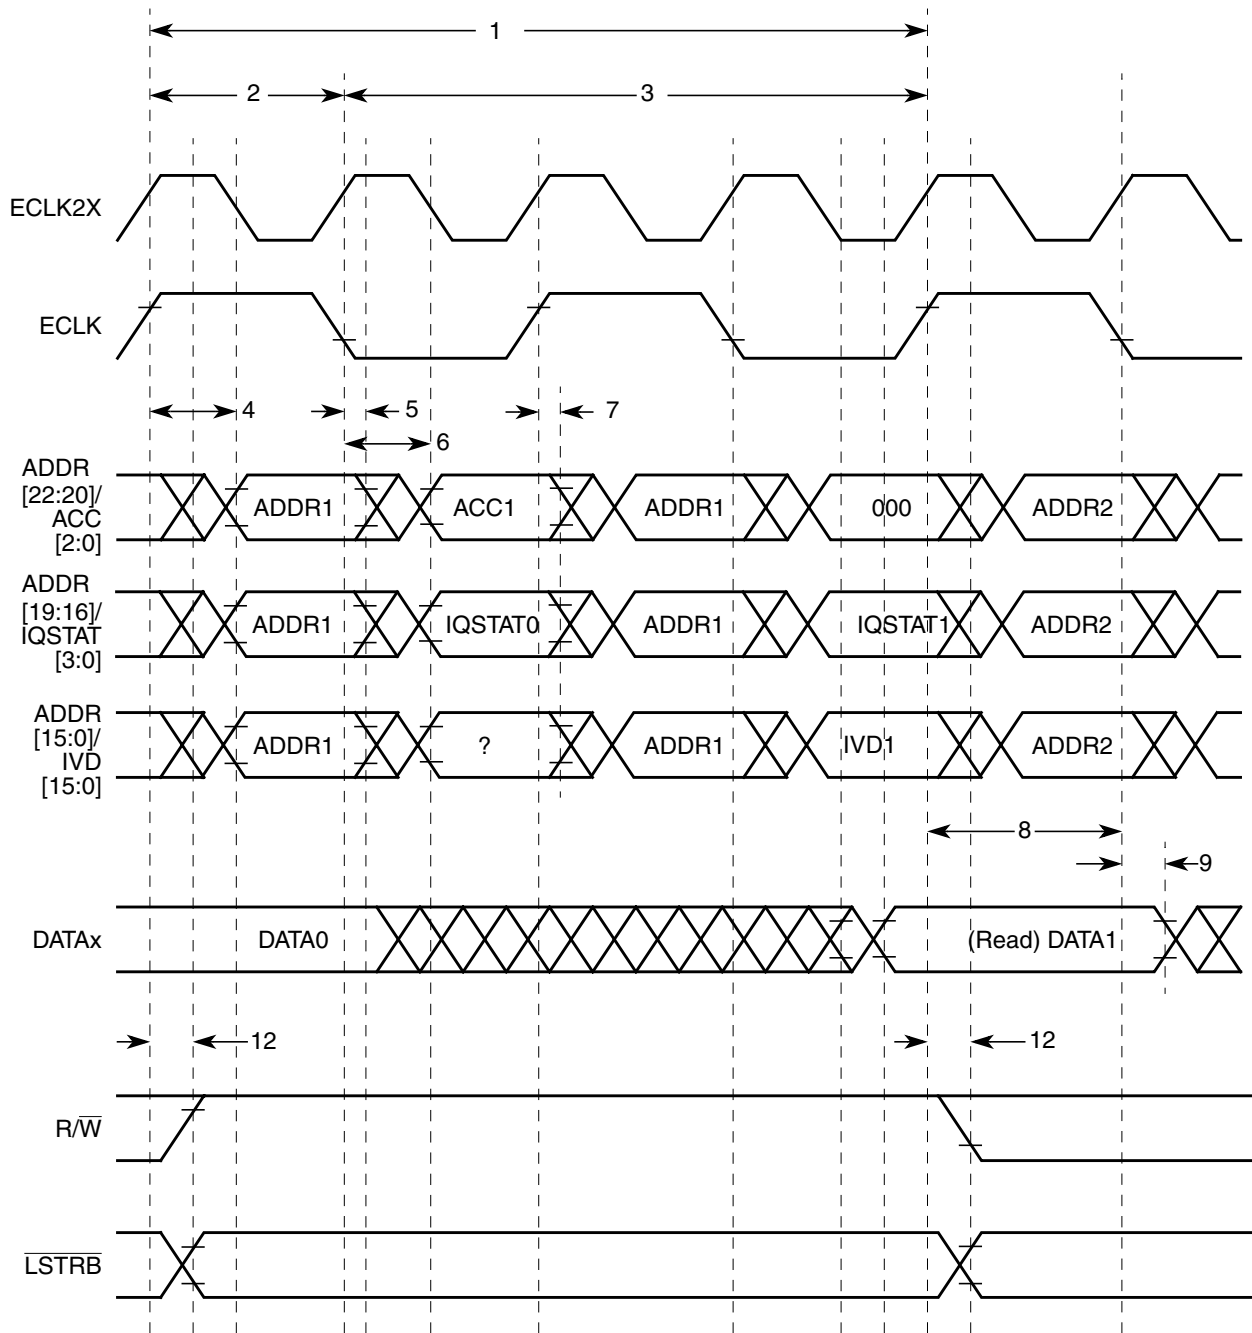 1
2 3
ECLK2X
ECLK
4 5 7
6
ADDR
[22:20]/
ACC
[2:0]
ADDR1 ACC1 ADDR1 000 ADDR2
ADDR
[19:16]/
IQSTAT
[3:0]
ADDR1 IQSTAT0 ADDR1 IQSTAT1 ADDR2
ADDR
[15:0]/
IVD
[15:0]
ADDR1 ? ADDR1 IVD1 ADDR2
8
9
DATAx DATA0 (Read) DATA1
12 12
R/W̅
L̅S̅T̅R̅B̅